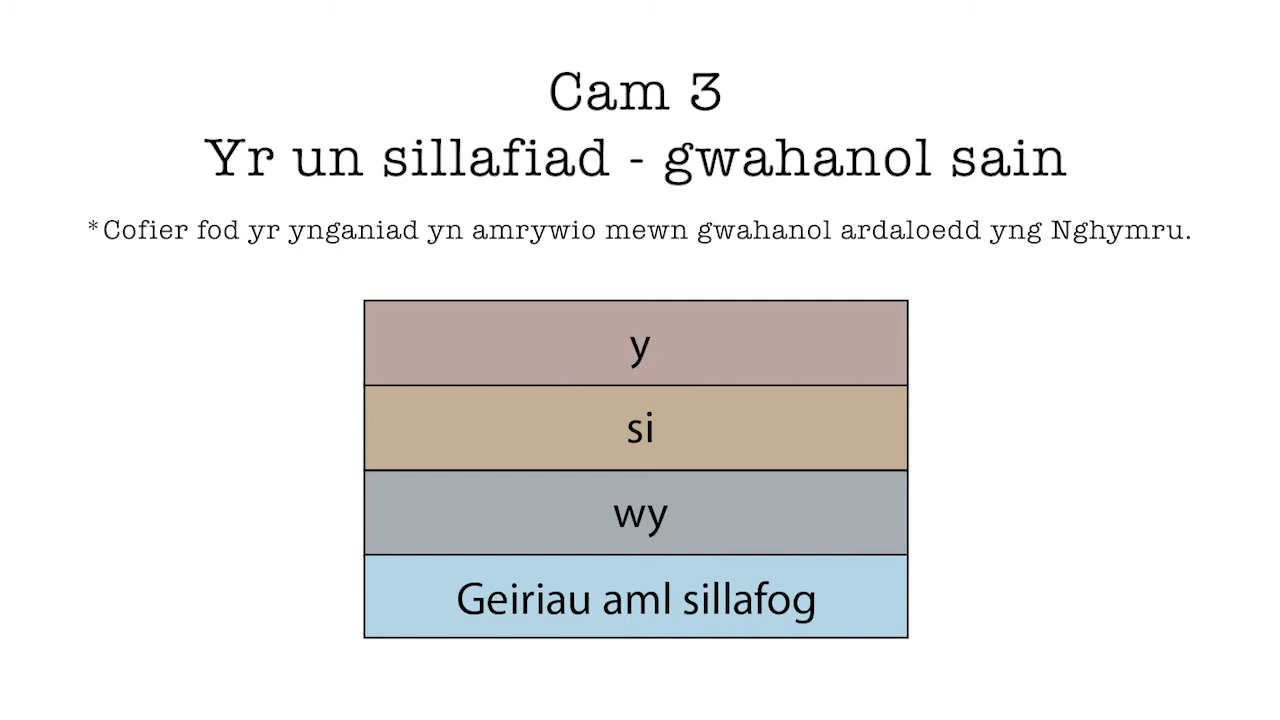 Cam 3
Yr un sillafiad - gwahanol sain
*Cofier fod yr ynganiad yn amrywio mewn gwahanol ardaloedd yng Nghymru.
y
si
wy
Geiriau aml sillafog